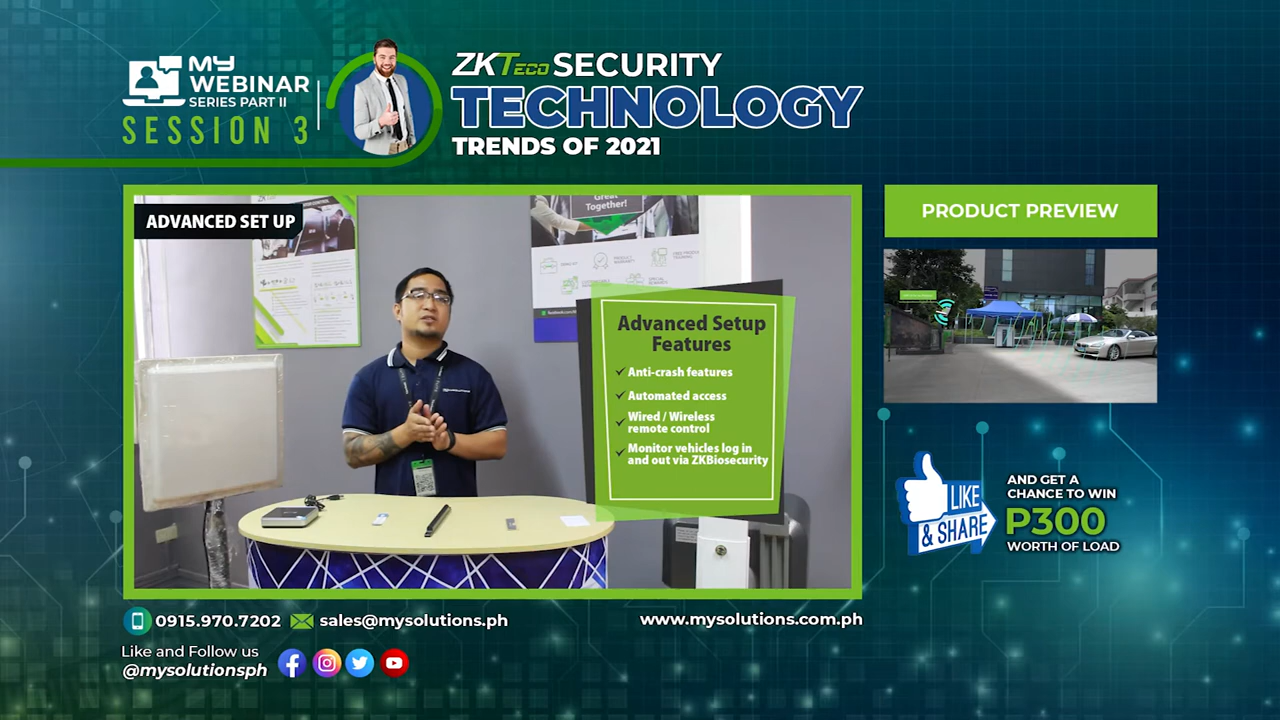 MY
WEBINAR
SERIES PART II
SESSION 3
ZKTECO SECURITY
TECHNOLOGY
TRENDS OF 2021
ADVANCED SET UP
Great
Together!
Advanced Setup
Features
Anti-crash features
Automated access
Wired / Wireless
remote control
Monitor vehicles log in
and out via ZKBiosecurity
PRODUCT PREVIEW
LIKE
& SHARE
AND GET A
CHANCE TO WIN
P300
WORTH OF LOAD
0915.970.7202
sales@mysolutions.ph
www.mysolutions.com.ph
Like and Follow us
@mysolutionsph